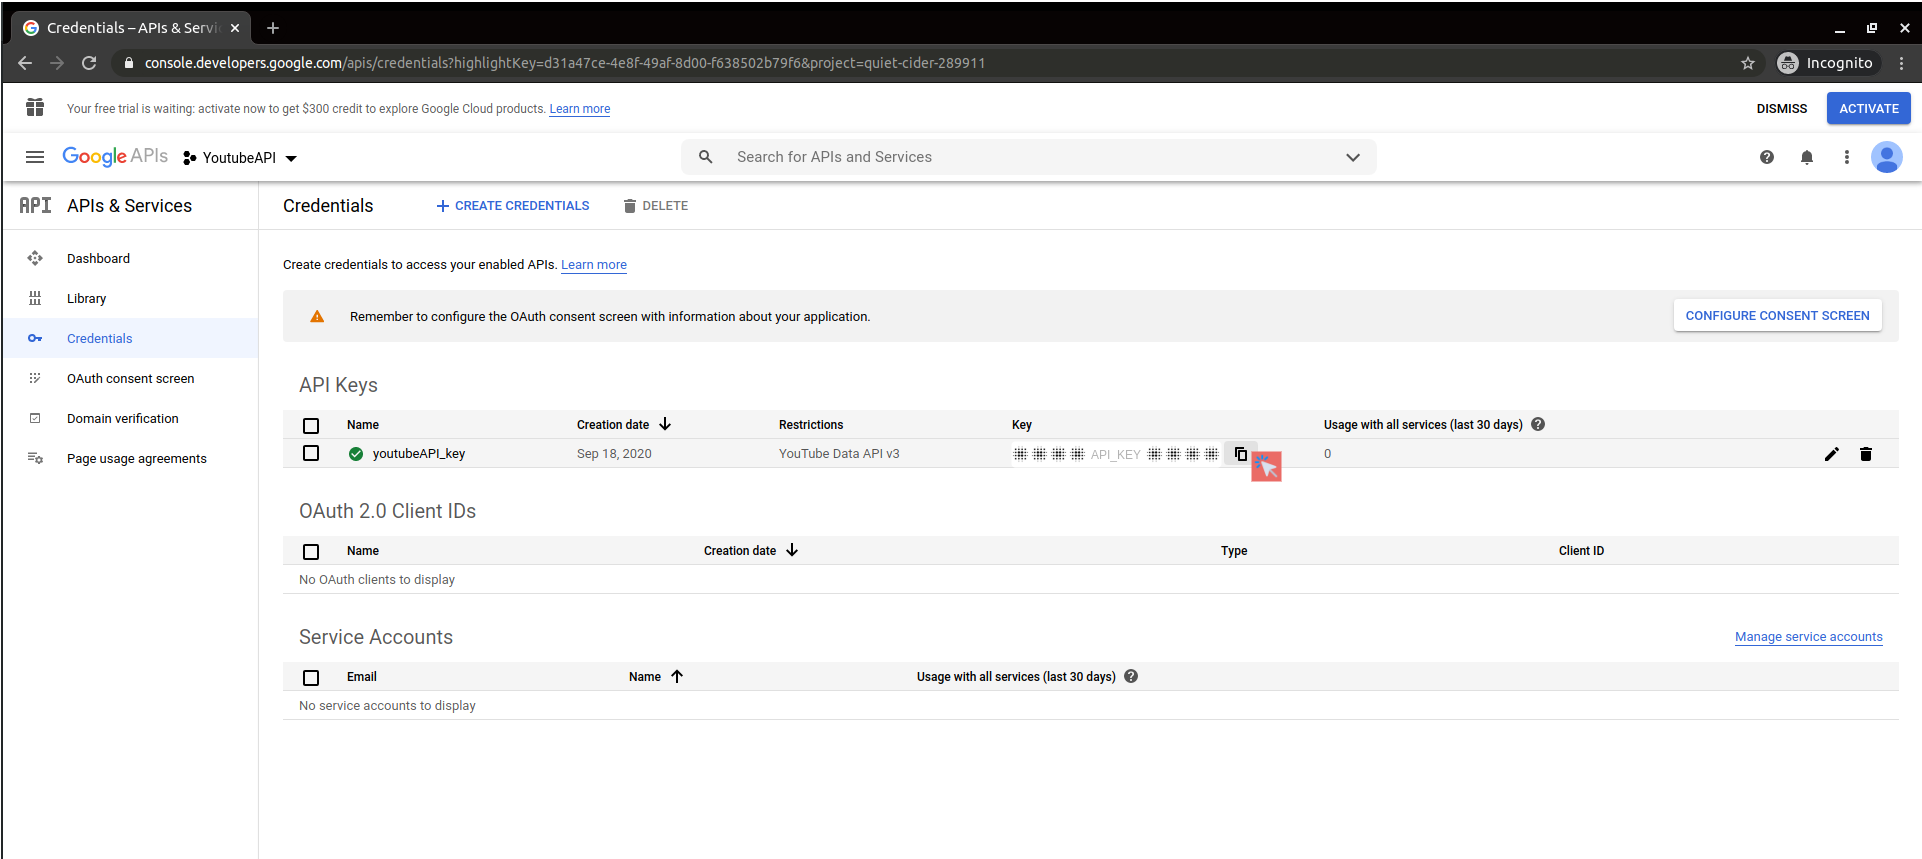 Credentials – APIs & Servi
console.developers.google.com/apis/credentials?highlightKey=d31a47ce-4e8f-49af-8d00-f638502b79f6&project=quiet-cider-289911
Incognito
Your free trial is waiting: activate now to get $300 credit to explore Google Cloud products. Learn more
DISMISS
ACTIVATE
Google APIs
YoutubeAPI
Search for APIs and Services
API APIs & Services
Credentials
CREATE CREDENTIALS
DELETE
Dashboard
Library
Credentials
OAuth consent screen
Domain verification
Page usage agreements
Create credentials to access your enabled APIs. Learn more
Remember to configure the OAuth consent screen with information about your application.
CONFIGURE CONSENT SCREEN
API Keys
Name Creation date Restrictions Key Usage with all services (last 30 days)
youtubeAPI_key Sep 18, 2020 YouTube Data API v3 API_KEY 0
OAuth 2.0 Client IDs
Name Creation date Type Client ID
No OAuth clients to display
Service Accounts
Manage service accounts
Email Name Usage with all services (last 30 days)
No service accounts to display